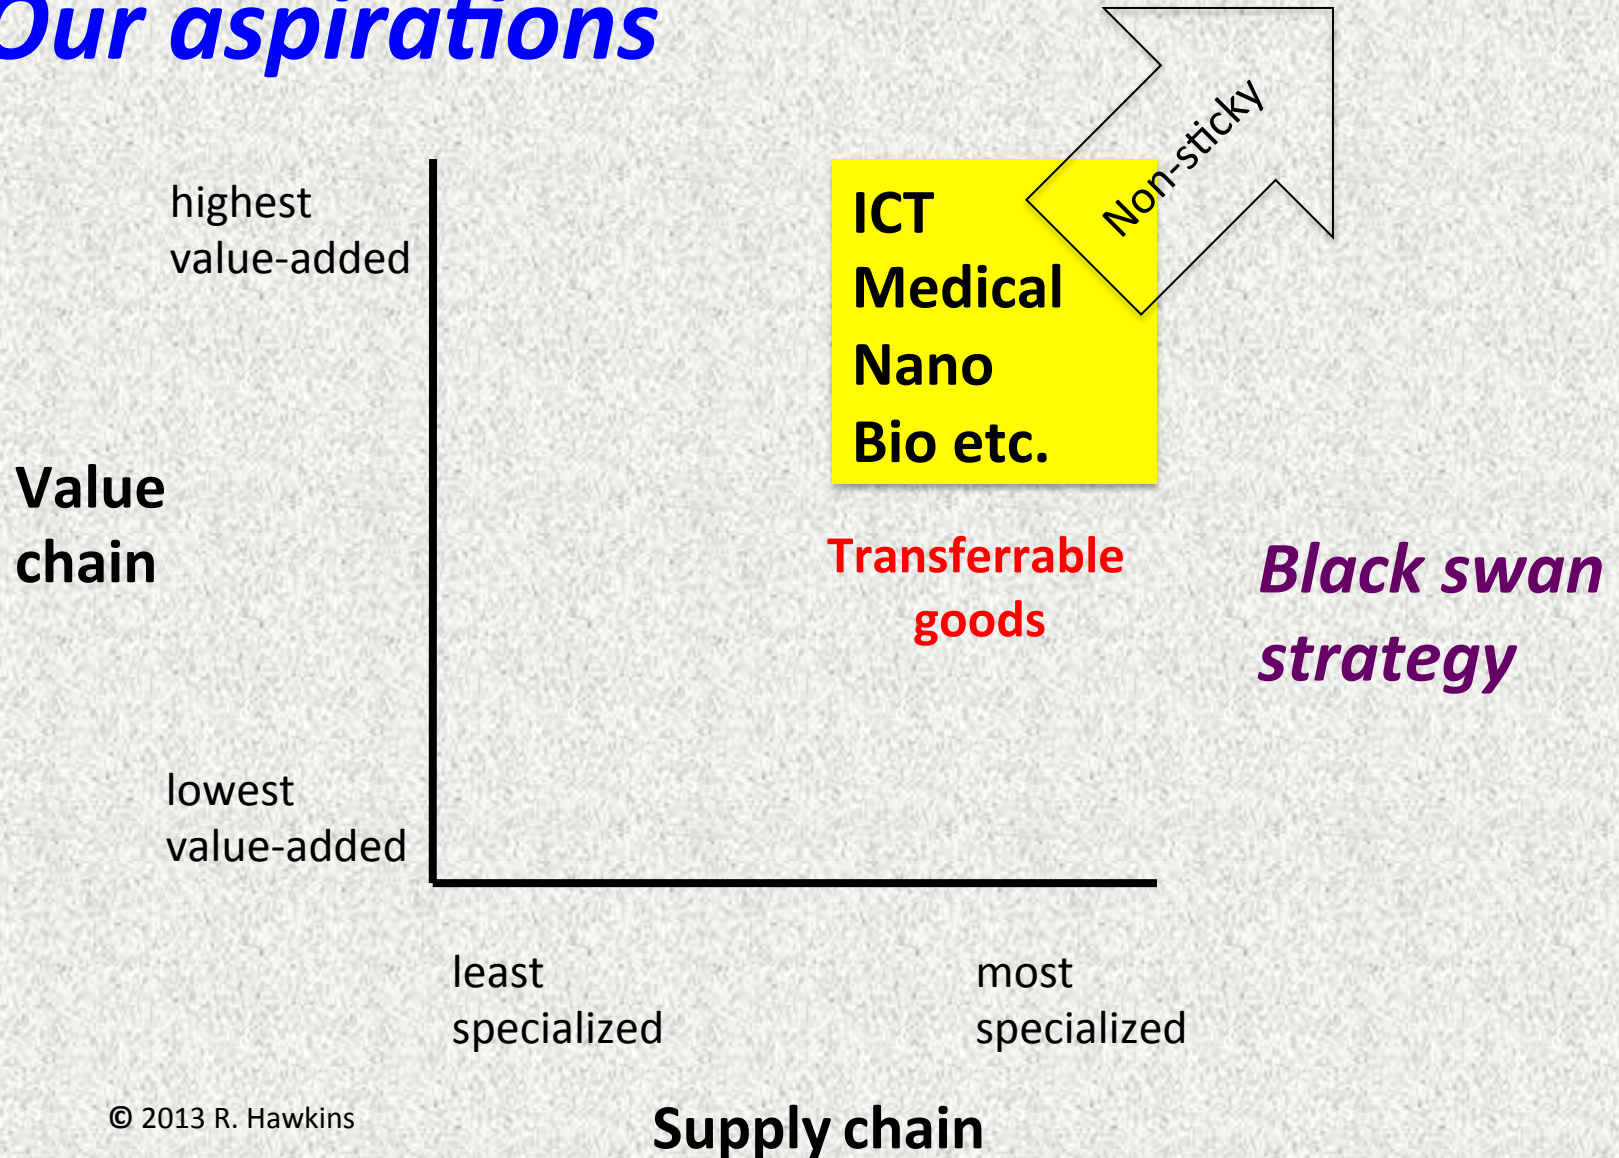 Our aspirations
Non-sticky
highest
value-added
ICT
Medical
Nano
Bio etc.
Value
chain
Transferrable
goods
Black swan
strategy
lowest
value-added
least
specialized
most
specialized
© 2013 R. Hawkins
Supply chain